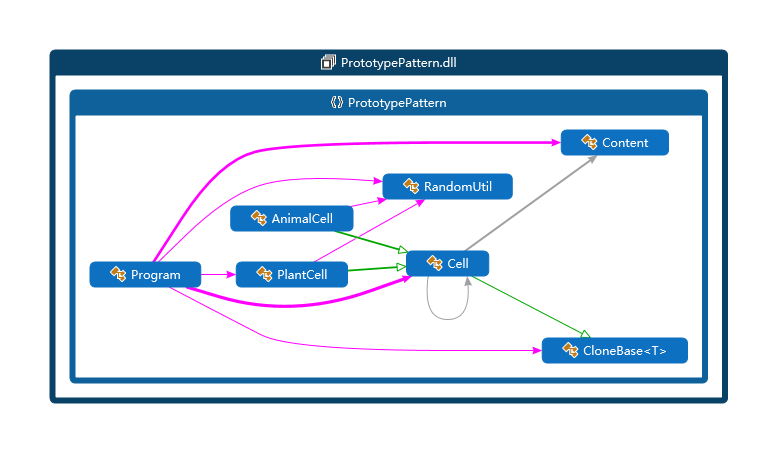 PrototypePattern.dll
PrototypePattern
Content
RandomUtil
AnimalCell
Cell
Program
PlantCell
CloneBase<T>